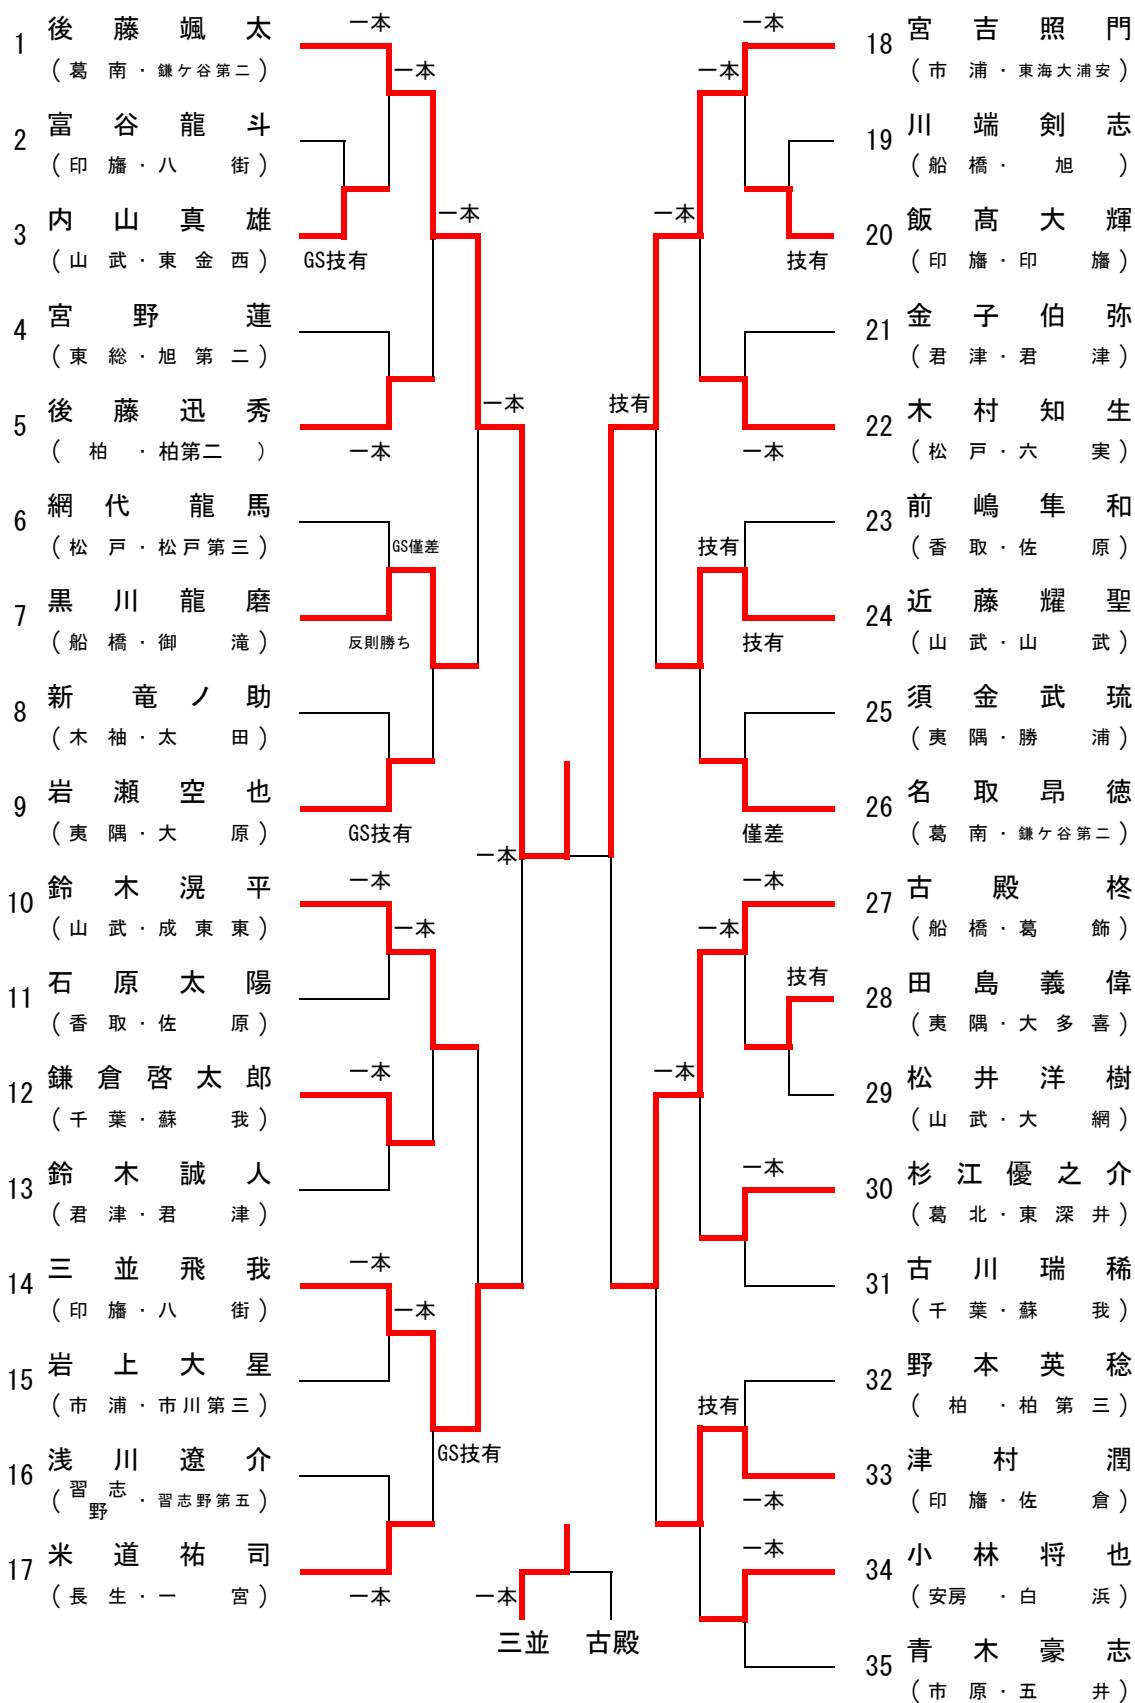 1 後藤颯太
(葛南・鎌ケ谷第二)
2 富谷龍斗
(印旛・八街)
3 内山真雄
(山武・東金西)
4 宮野蓮
(東総・旭第二)
5 後藤迅秀
(柏・柏第二)
6 網代龍馬
(松戸・松戸第三)
7 黒川龍磨
(船橋・御滝)
8 新竜ノ助
(木袖・太田)
9 岩瀬空也
(夷隅・大原)
10 鈴木滉平
(山武・成東東)
11 石原太陽
(香取・佐原)
12 鎌倉啓太郎
(千葉・蘇我)
13 鈴木誠人
(君津・君津)
14 三並飛我
(印旛・八街)
15 岩上大星
(市浦・市川第三)
16 浅川遼介
(習志野・習志野第五)
17 米道祐司
(長生・一宮)
一本
一本
GS技有
一本
一本
一本
GS僅差
反則勝ち
GS技有
一本
一本
一本
一本
一本
一本
GS技有
一本
一本
三並 古殿
18 宮吉照門
(市浦・東海大浦安)
19 川端剣志
(船橋・旭)
20 飯髙大輝
(印旛・印旛)
21 金子伯弥
(君津・君津)
22 木村知生
(松戸・六実)
23 前嶋隼和
(香取・佐原)
24 近藤耀聖
(山武・山武)
25 須金武琉
(夷隅・勝浦)
26 名取昂徳
(葛南・鎌ケ谷第二)
27 古殿柊
(船橋・葛飾)
28 田島義偉
(夷隅・大多喜)
29 松井洋樹
(山武・大網)
30 杉江優之介
(葛北・東深井)
31 古川瑞稀
(千葉・蘇我)
32 野本英稔
(柏・柏第三)
33 津村潤
(印旛・佐倉)
34 小林将也
(安房・白浜)
35 青木豪志
(市原・五井)
一本
一本
一本
技有
技有
一本
技有
技有
僅差
一本
一本
技有
一本
一本
技有
一本
一本